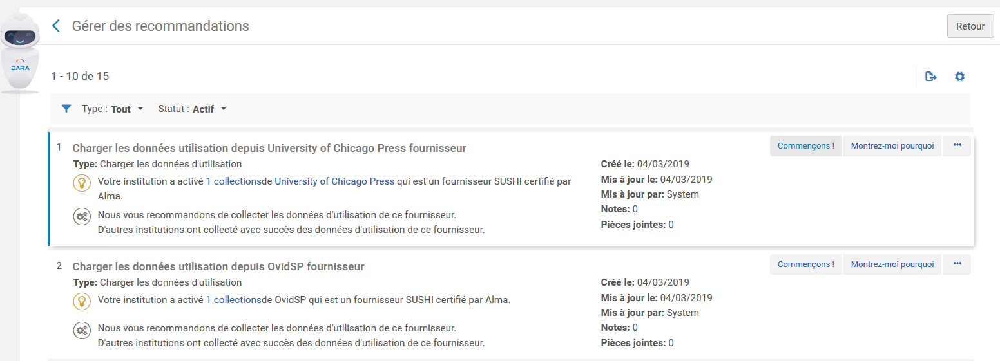 Gérer des recommandations
Retour
DARA
1 - 10 de 15
Type : Tout Statut : Actif
1 Charger les données utilisation depuis University of Chicago Press fournisseur
Commençons ! Montrez-moi pourquoi ...
Type: Charger les données d'utilisation
Votre institution a activé 1 collectionsde University of Chicago Press qui est un fournisseur SUSHI certifié par
Alma.
Nous vous recommandons de collecter les données d'utilisation de ce fournisseur.
D'autres institutions ont collecté avec succès des données d'utilisation de ce fournisseur.
Créé le: 04/03/2019
Mis à jour le: 04/03/2019
Mis à jour par: System
Notes: 0
Pièces jointes: 0
2 Charger les données utilisation depuis OvidSP fournisseur
Commençons ! Montrez-moi pourquoi ...
Type: Charger les données d'utilisation
Votre institution a activé 1 collectionsde OvidSP qui est un fournisseur SUSHI certifié par Alma.
Nous vous recommandons de collecter les données d'utilisation de ce fournisseur.
D'autres institutions ont collecté avec succès des données d'utilisation de ce fournisseur.
Créé le: 04/03/2019
Mis à jour le: 04/03/2019
Mis à jour par: System
Notes: 0
Pièces jointes: 0